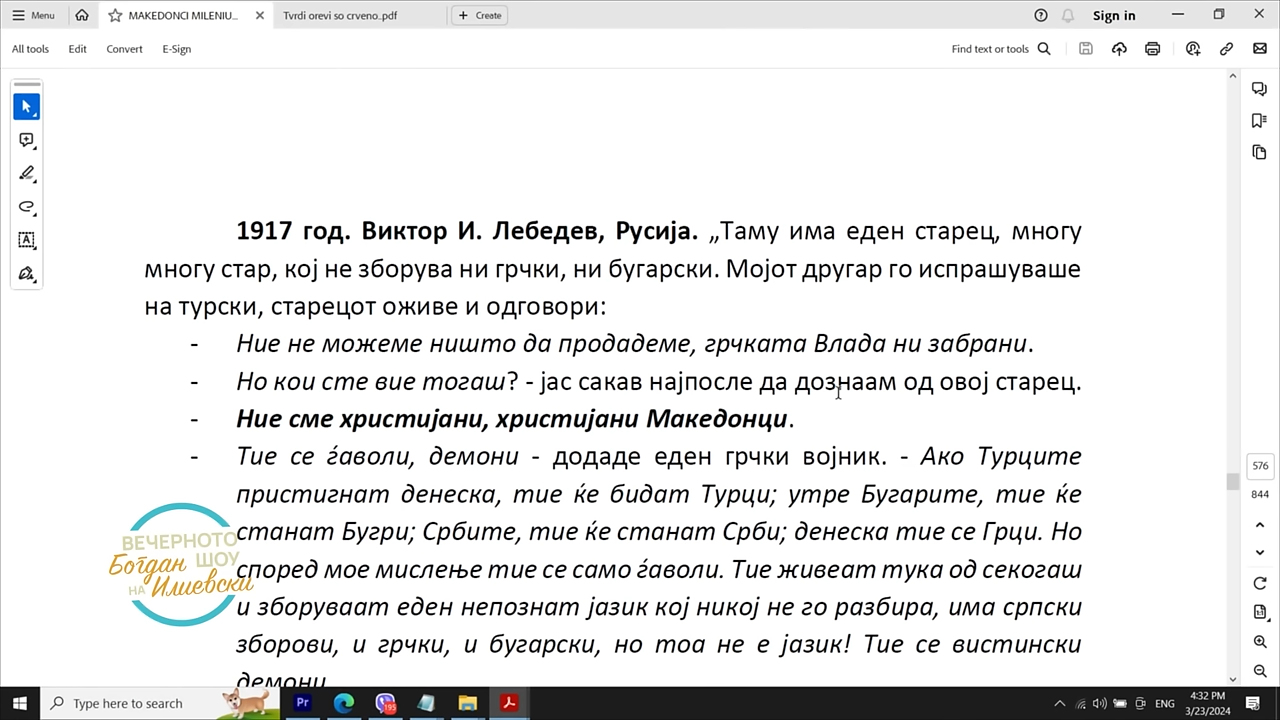 Menu
MAKEDONCI MILENIU...
Tvrdi orevi so crveno..pdf
Create
Sign in
All tools Edit Convert E-Sign
Find text or tools
1917 год. Виктор И. Лебедев, Русија. „Таму има еден старец, многу
многу стар, кој не зборува ни грчки, ни бугарски. Мојот другар го испрашуваше
на турски, старецот оживе и одговори:
- Ние не можеме ништо да продадеме, грчката Влада ни забрани.
- Но кои сте вие тогаш? - јас сакав најпосле да дознаам од овој старец.
- Ние сме христијани, христијани Македонци.
- Тие се ѓаволи, демони - додаде еден грчки војник. - Ако Турците
пристигнат денеска, тие ќе бидат Турци; утре Бугарите, тие ќе
станат Бугри; Србите, тие ќе станат Срби; денеска тие се Грци. Но
според мое мислење тие се само ѓаволи. Тие живеат тука од секогаш
и зборуваат еден непознат јазик кој никој не го разбира, има српски
зборови, и грчки, и бугарски, но тоа не е јазик! Тие се вистински
демони
ВЕЧЕРНОТО
ШОУ
НА
Богдан
Илиевски
576
844
Type here to search
Pr
195
ENG
4:32 PM
3/23/2024